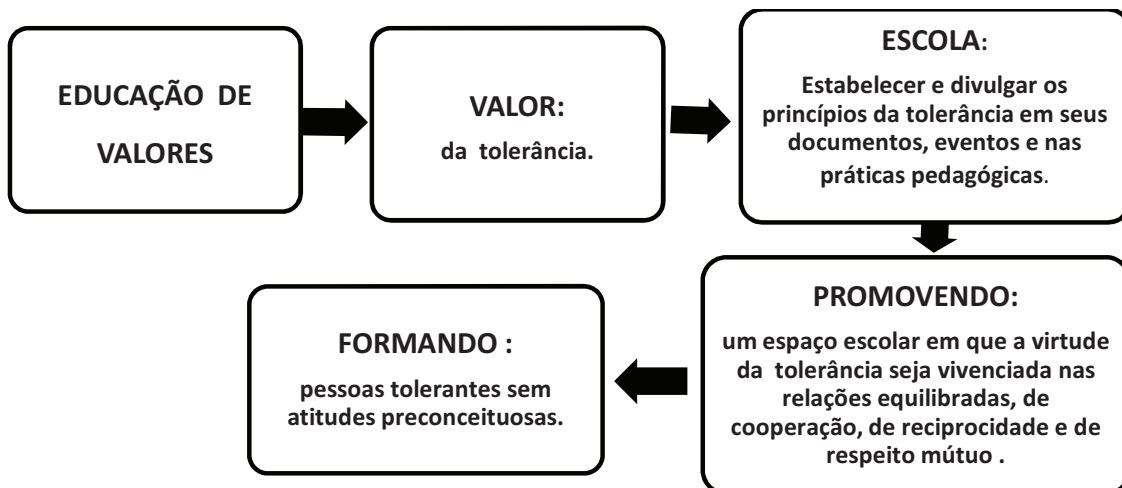 EDUCAÇÃO DE
VALORES
VALOR:
da tolerância.
ESCOLA:
Estabelecer e divulgar os
princípios da tolerância em seus
documentos, eventos e nas
práticas pedagógicas.
PROMOVENDO:
um espaço escolar em que a virtude
da tolerância seja vivenciada nas
relações equilibradas, de
cooperação, de reciprocidade e de
respeito mútuo .
FORMANDO :
pessoas tolerantes sem
atitudes preconceituosas.